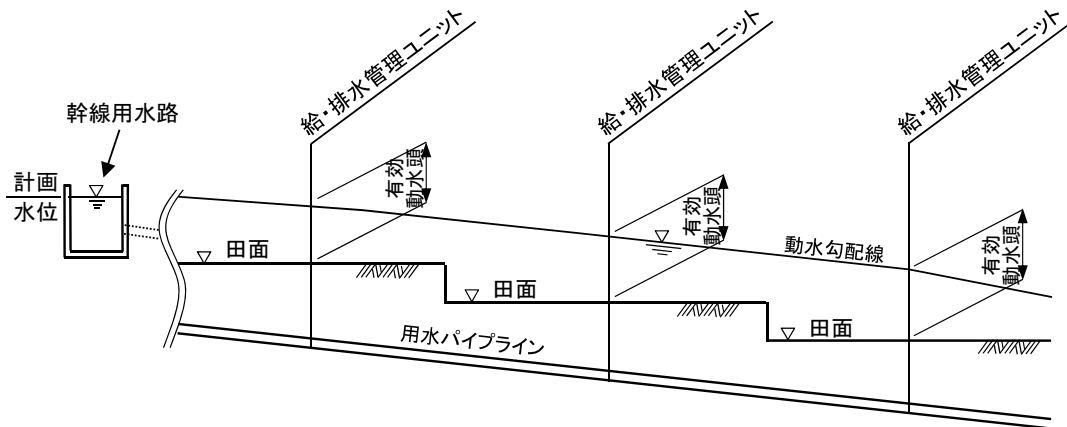 給・排水管理ユニット
給・排水管理ユニット
給・排水管理ユニット
幹線用水路
計画
水位
有効
動水頭
有効
動水頭
有効
動水頭
動水勾配線
田面
田面
田面
用水パイプライン